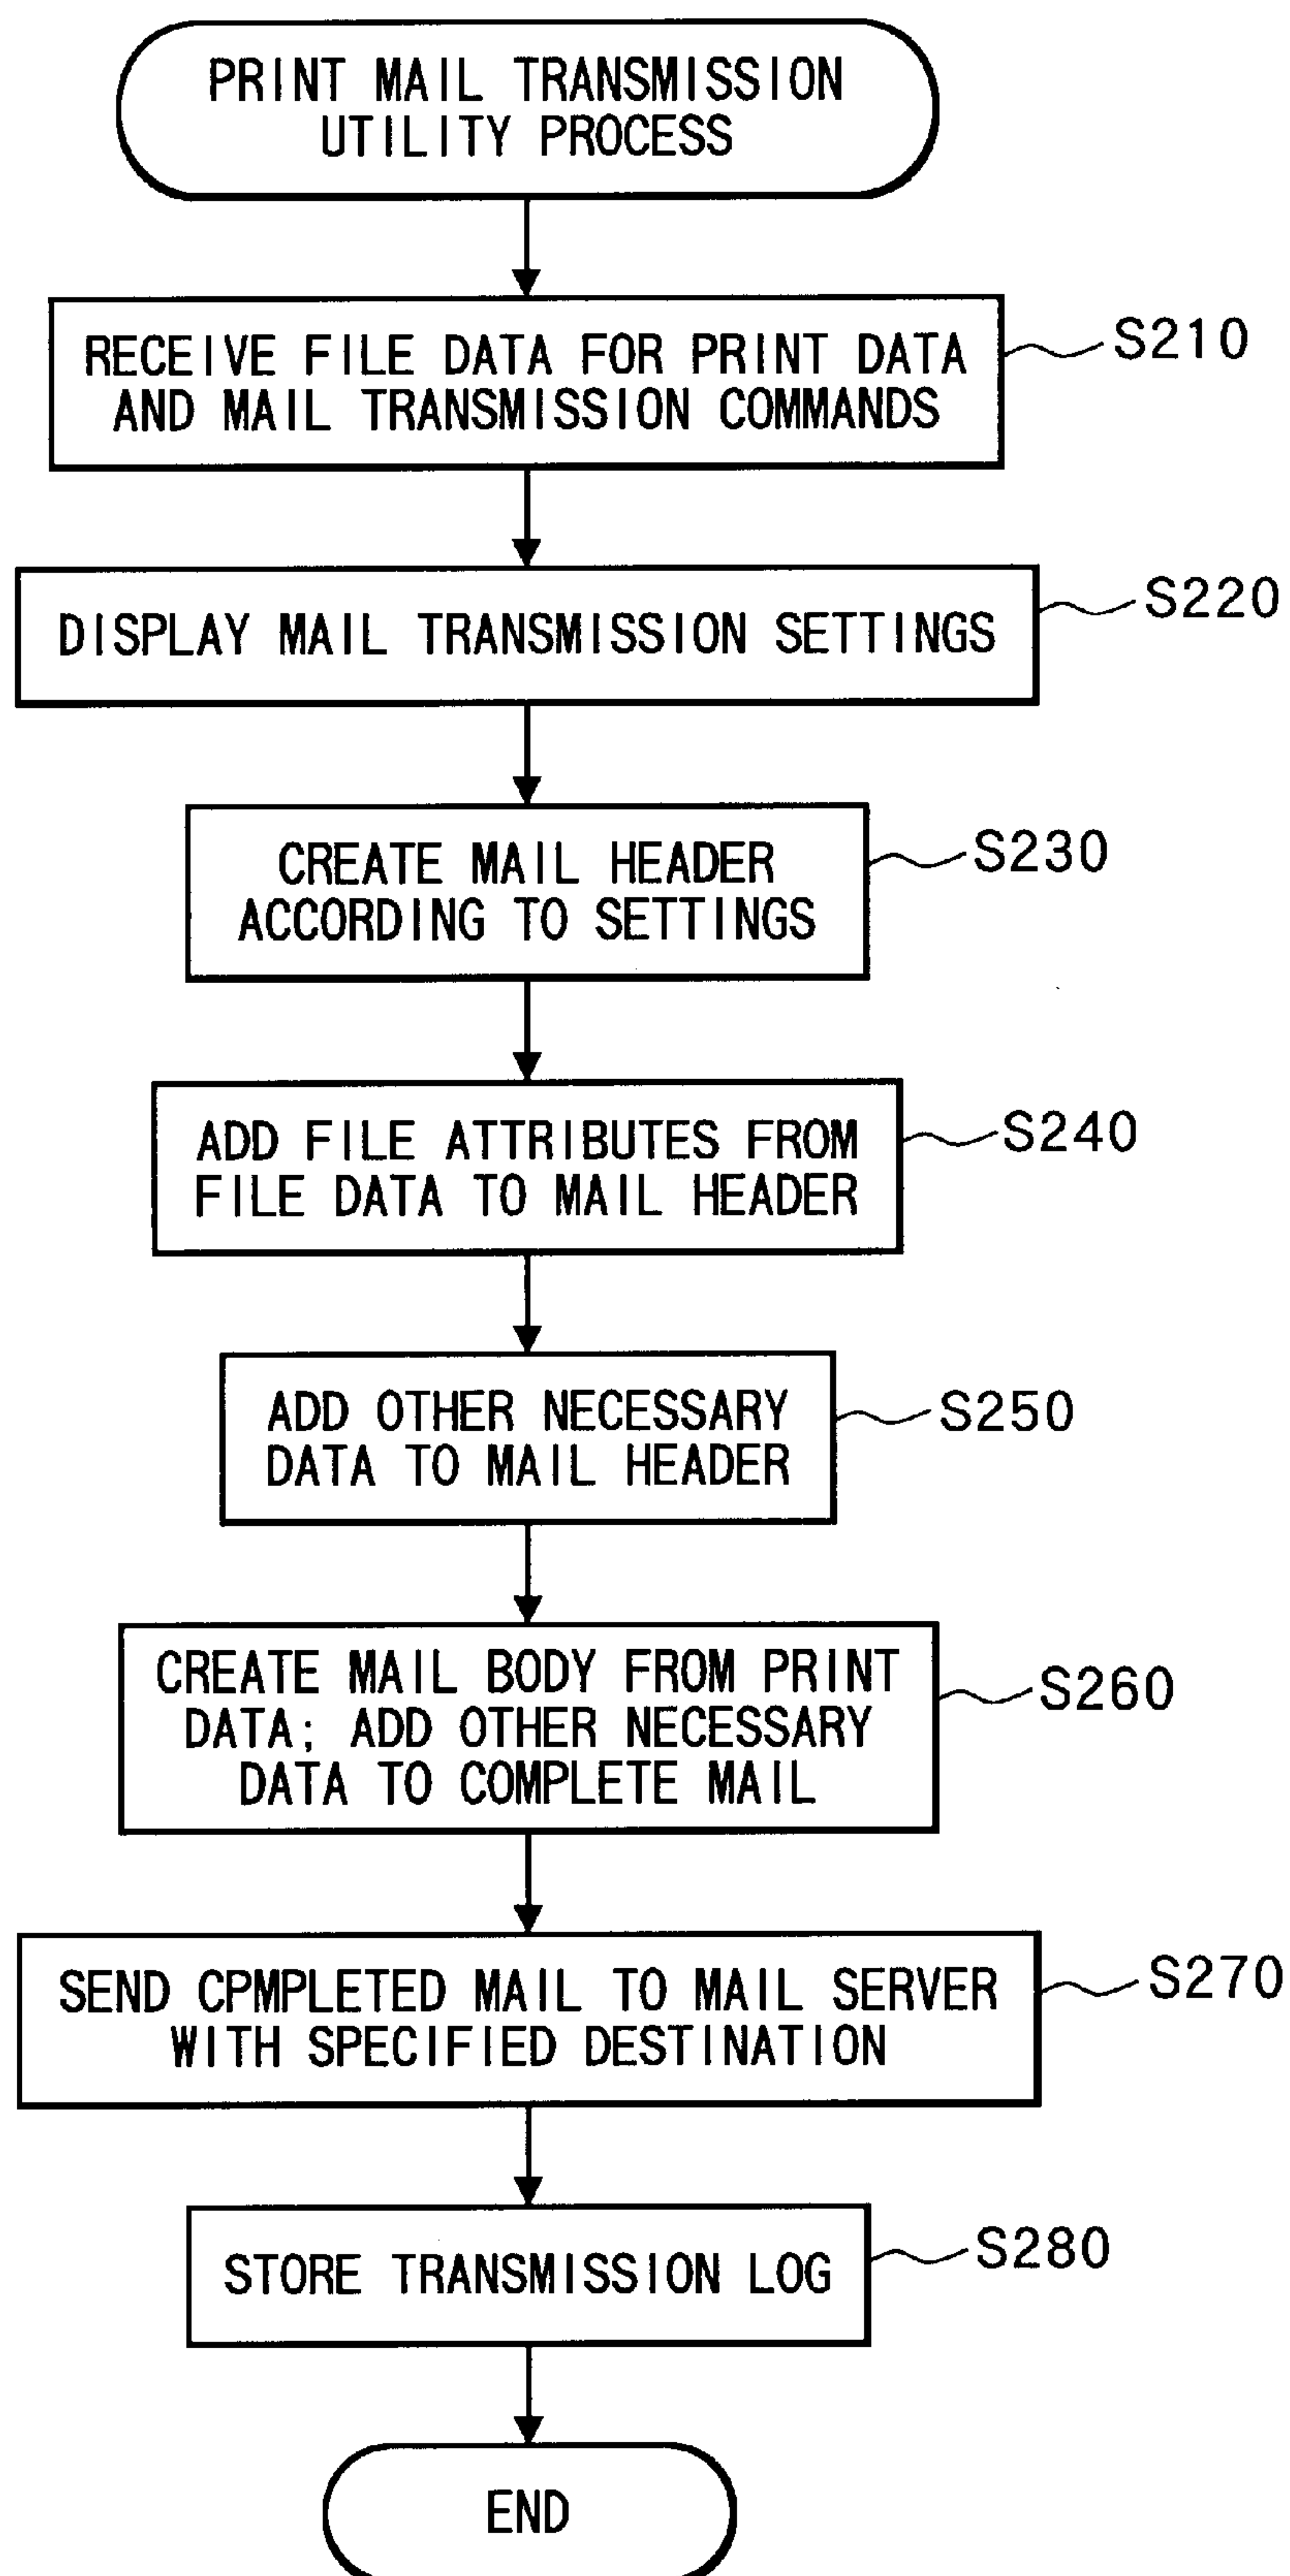 PRINT MAIL TRANSMISSION
UTILITY PROCESS
RECEIVE FILE DATA FOR PRINT DATA
AND MAIL TRANSMISSION COMMANDS
S210
DISPLAY MAIL TRANSMISSION SETTINGS
S220
CREATE MAIL HEADER
ACCORDING TO SETTINGS
S230
ADD FILE ATTRIBUTES FROM
FILE DATA TO MAIL HEADER
S240
ADD OTHER NECESSARY
DATA TO MAIL HEADER
S250
CREATE MAIL BODY FROM PRINT
DATA; ADD OTHER NECESSARY
DATA TO COMPLETE MAIL
S260
SEND CPMPLETED MAIL TO MAIL SERVER
WITH SPECIFIED DESTINATION
S270
STORE TRANSMISSION LOG
S280
END